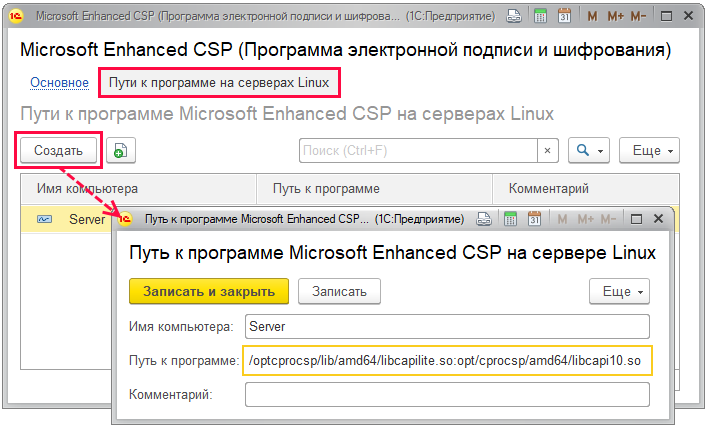 Microsoft Enhanced CSP (Программа электронной подписи и шифрова... (1С:Предприятие)
M M+ M-
Microsoft Enhanced CSP (Программа электронной подписи и шифрования)
Основное Пути к программе на серверах Linux
Пути к программе Microsoft Enhanced CSP на серверах Linux
Создать Поиск (Ctrl+F) × Еще
Имя компьютера Путь к программе Комментарий
Server
Путь к программе Microsoft Enhanced CSP... (1С:Предприятие) M M+ M-
Путь к программе Microsoft Enhanced CSP на сервере Linux
Записать и закрыть Записать Еще
Имя компьютера: Server
Путь к программе: /optcprocsp/lib/amd64/libcapilite.so:opt/cprocsp/amd64/libcapi10.so
Комментарий: